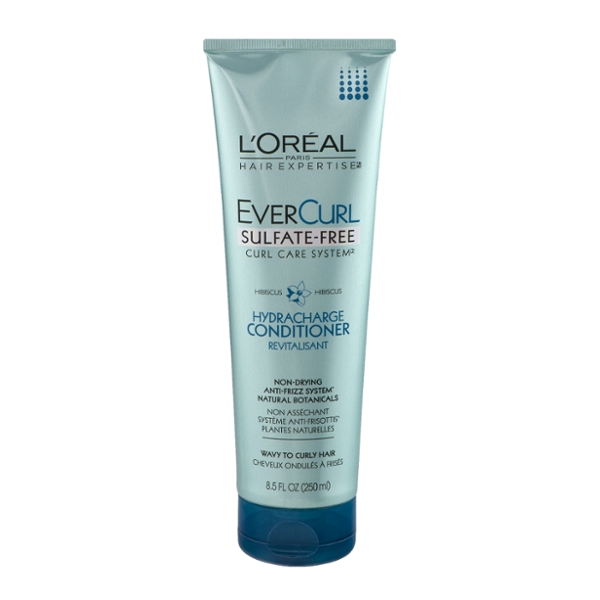 L'ORÉAL
PARIS
HAIR EXPERTISE
EVERCURL
SULFATE-FREE
CURL CARE SYSTEM
HIBISCUS HIBISCUS
HYDRACHARGE
CONDITIONER
REVITALISANT
NON-DRYING
ANTI-FRIZZ SYSTEM*
NATURAL BOTANICALS
NON ASSÉCHANT
SYSTÈME ANTI-FRISOTTIS*
PLANTES NATURELLES
WAVY TO CURLY HAIR
CHEVEUX ONDULÉS À FRISÉS
8.5 FL OZ (250 ml)